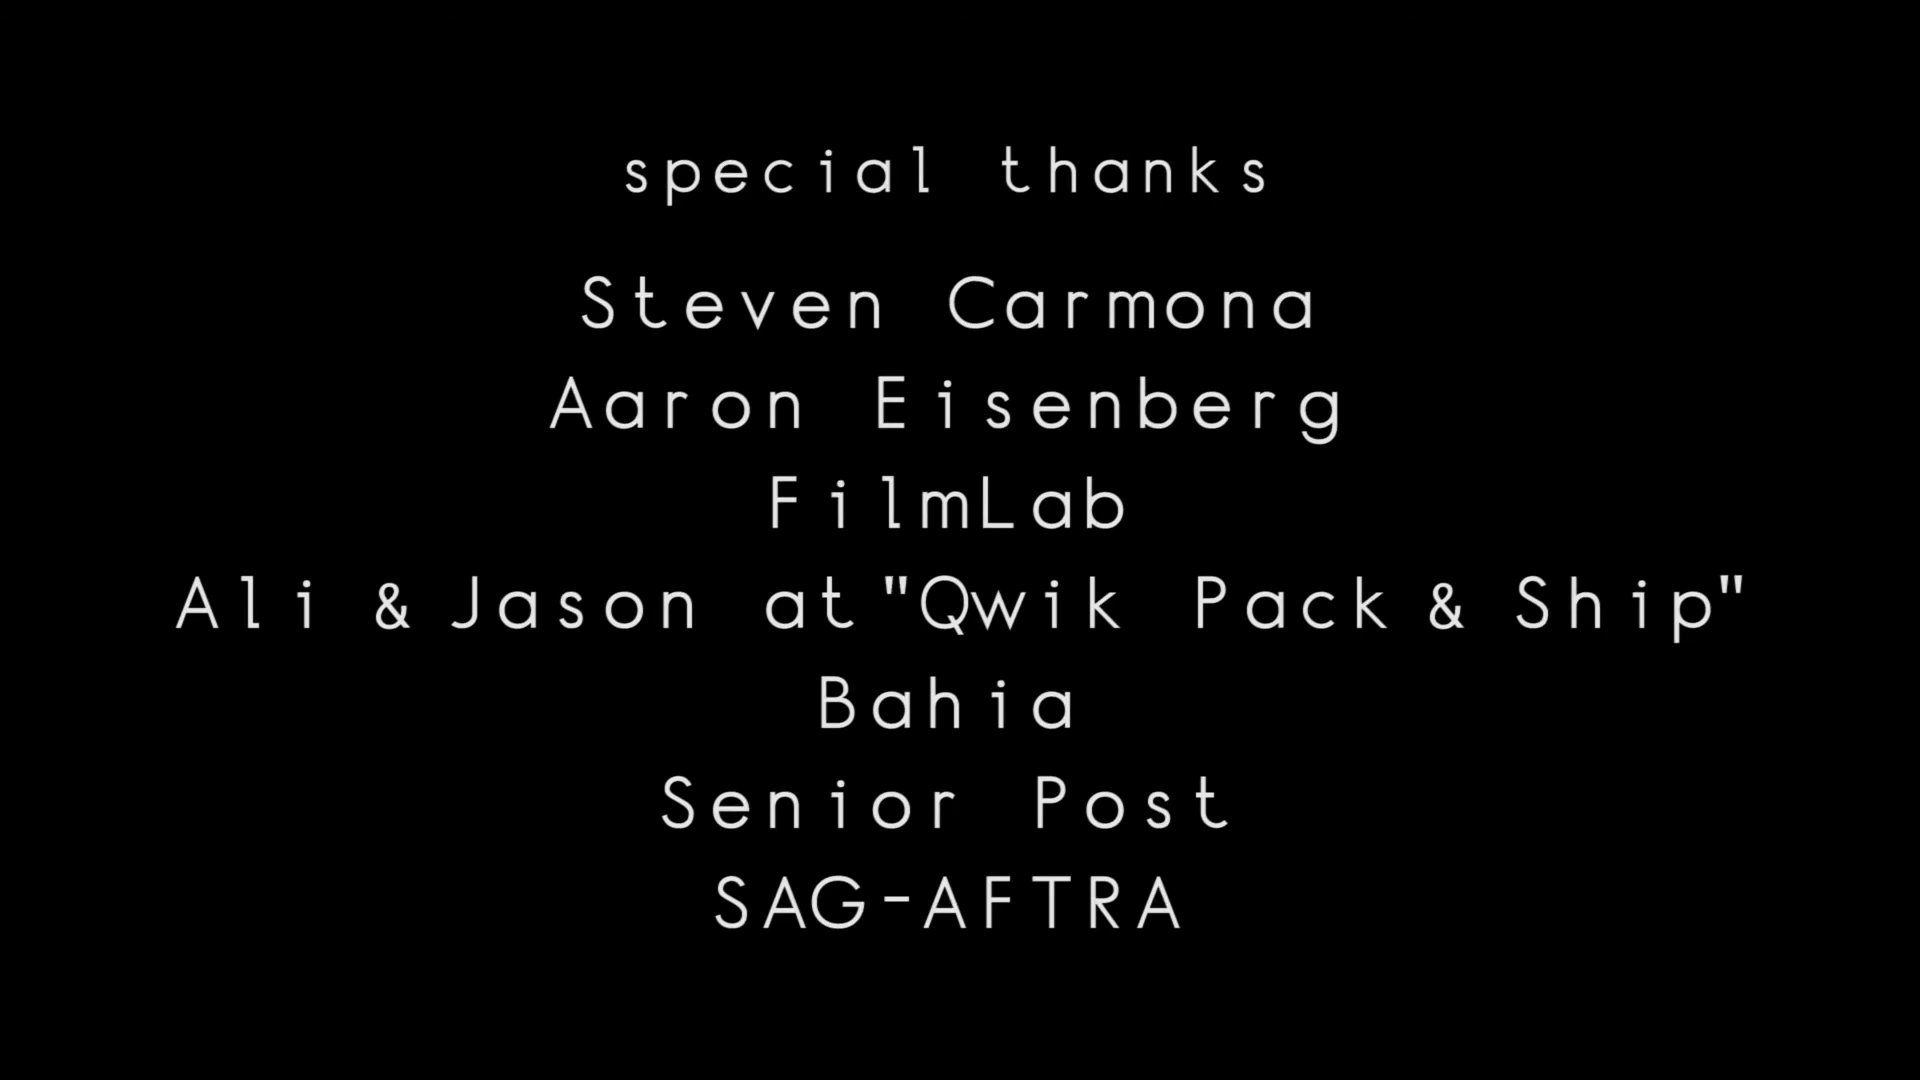 special thanks
Steven Carmona
Aaron Eisenberg
FilmLab
Ali & Jason at "Qwik Pack & Ship"
Bahia
Senior Post
SAG-AFTRA